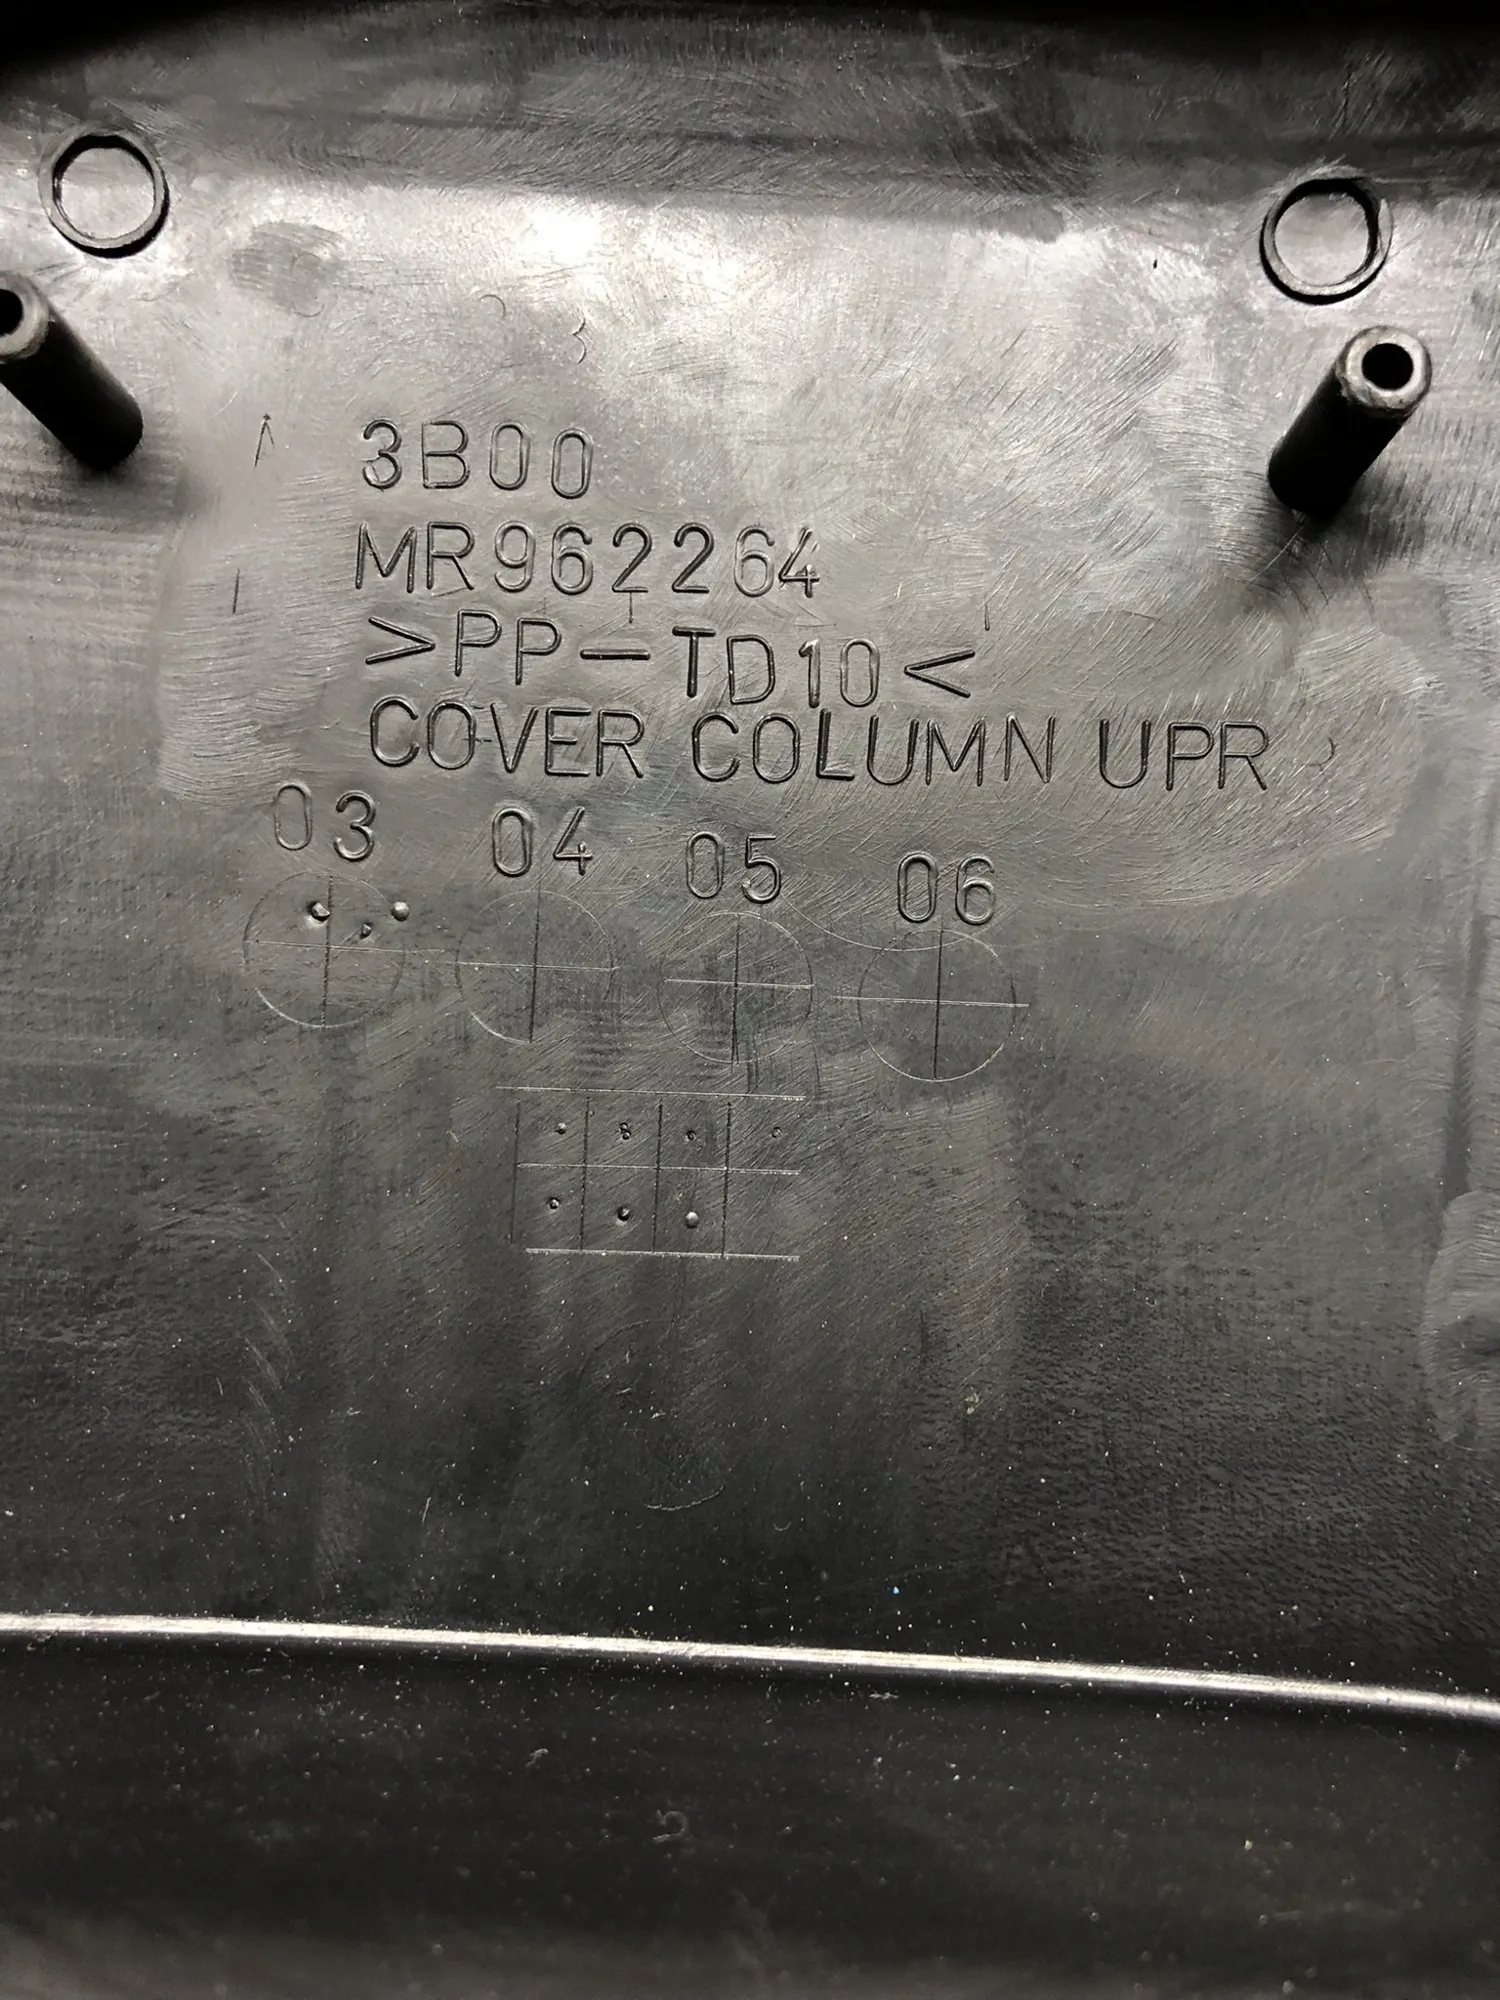 3B00
MR962264
>PP-TD10<
COVER COLUMN UPR
03 04 05 06